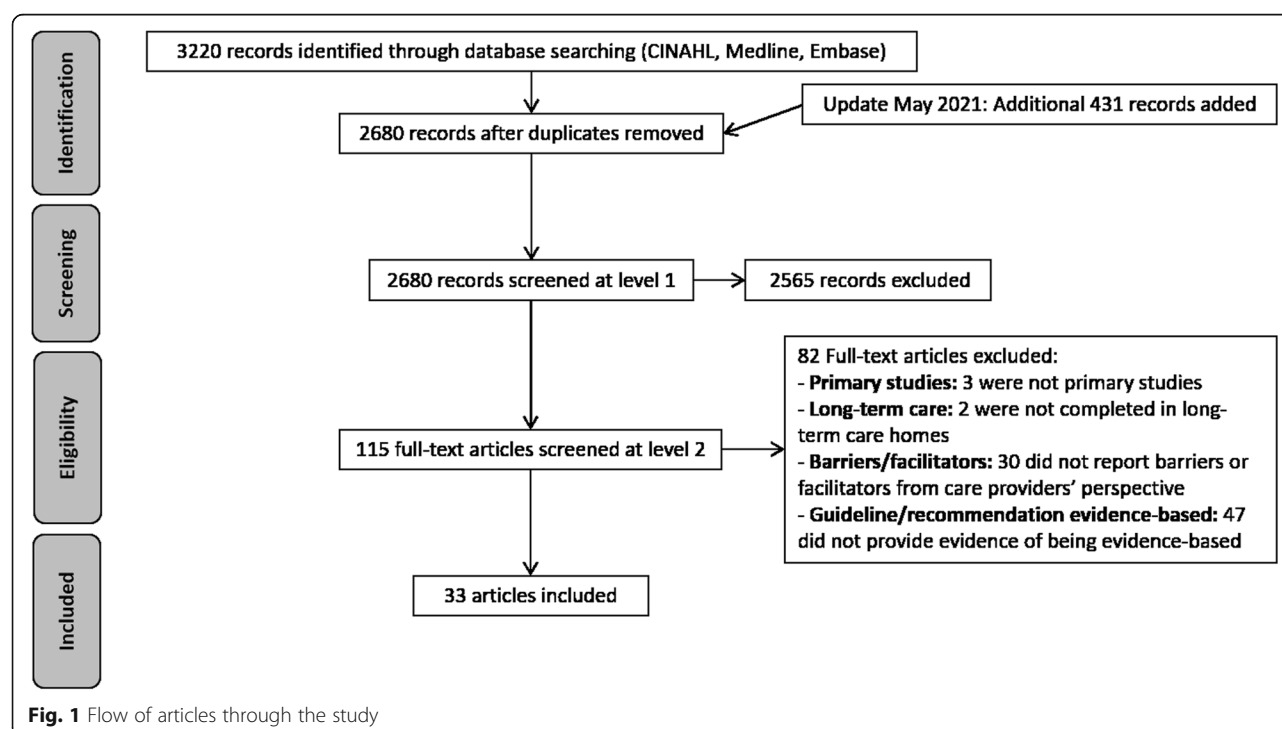 Identification
3220 records identified through database searching (CINAHL, Medline, Embase)
Update May 2021: Additional 431 records added
2680 records after duplicates removed
Screening
2680 records screened at level 1
2565 records excluded
Eligibility
115 full-text articles screened at level 2
82 Full-text articles excluded:
- Primary studies: 3 were not primary studies
- Long-term care: 2 were not completed in long-
term care homes
- Barriers/facilitators: 30 did not report barriers or
facilitators from care providers' perspective
- Guideline/recommendation evidence-based: 47
did not provide evidence of being evidence-based
Included
33 articles included
Fig. 1 Flow of articles through the study